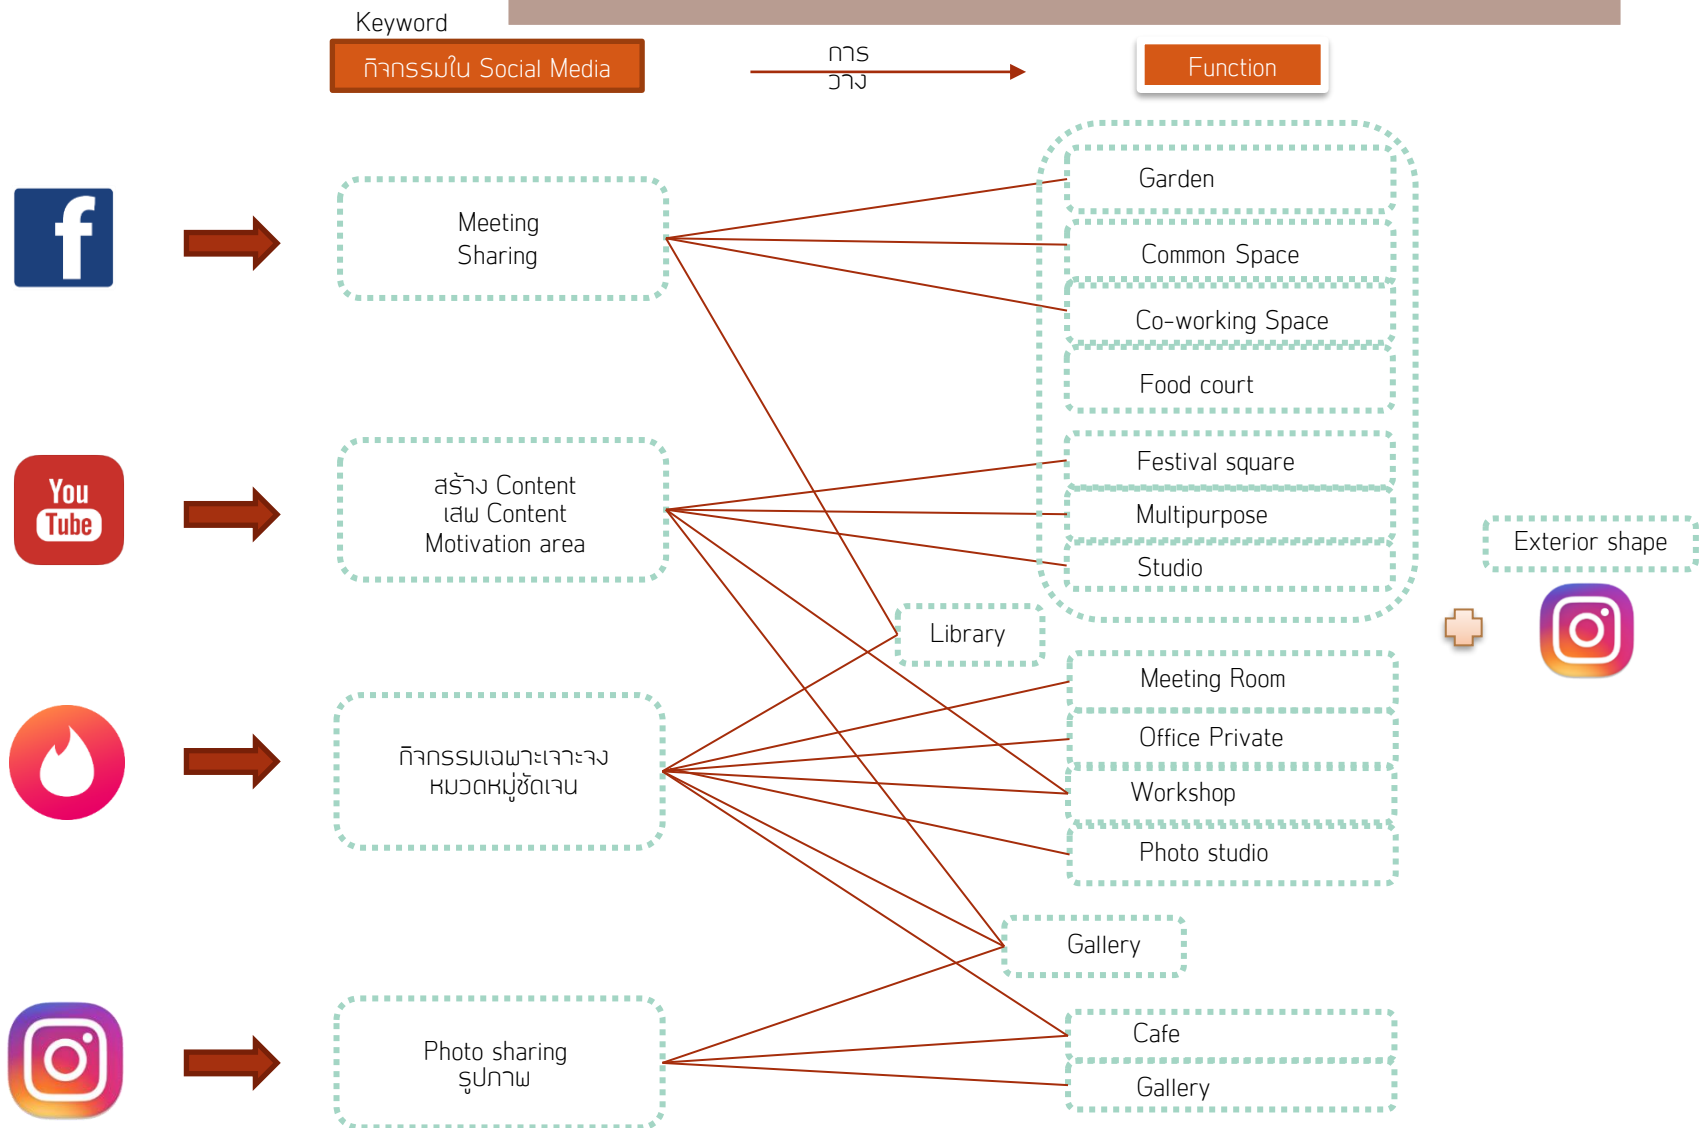 Keyword
กิจกรรมใน Social Media
การ
วาง
Function
Meeting
Sharing
Garden
Common Space
Co-working Space
Food court
You
Tube
สร้าง Content
เสพ Content
Motivation area
Festival square
Multipurpose
Studio
Exterior shape
Library
กิจกรรมเฉพาะเจาะจง
หมวดหมู่ชัดเจน
Meeting Room
Office Private
Workshop
Photo studio
Gallery
Photo sharing
รูปภาพ
Cafe
Gallery